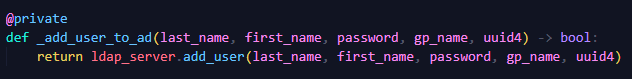 @private
def _add_user_to_ad(last_name, first_name, password, gp_name, uuid4) -> bool:
    return ldap_server.add_user(last_name, first_name, password, gp_name, uuid4)